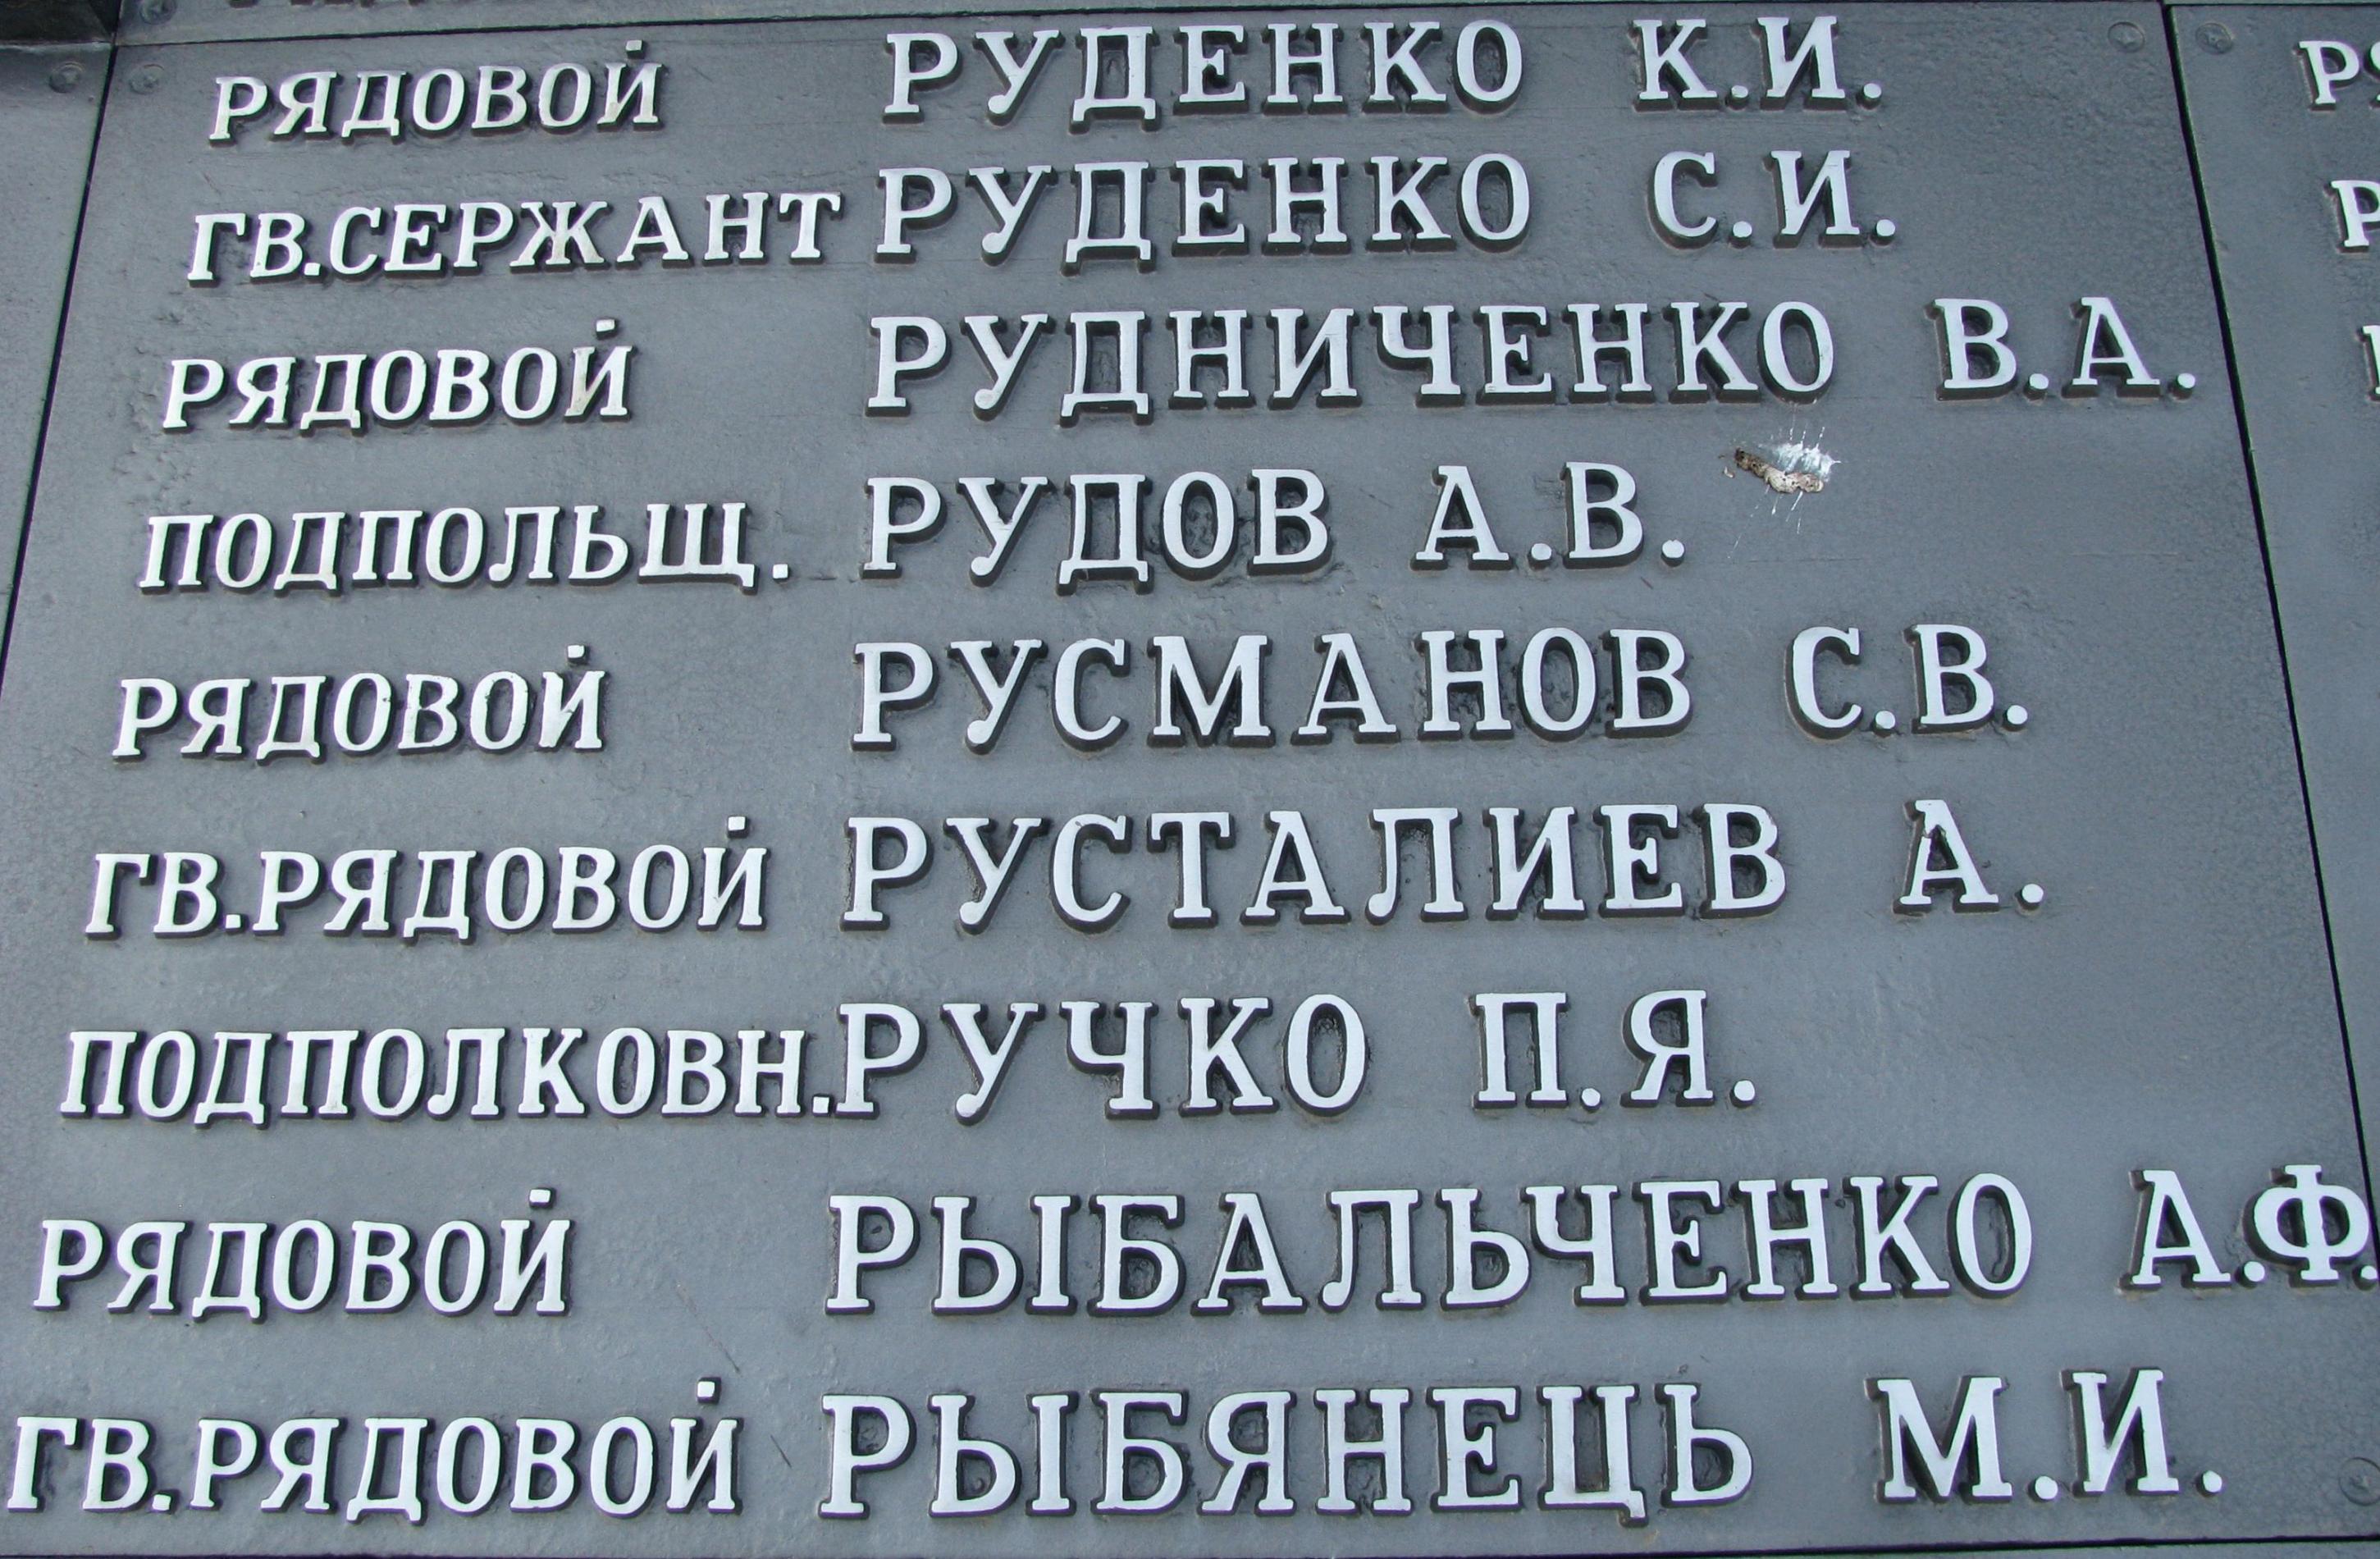 РЯДОВОЙ РУДЕНКО К.И.
ГВ.СЕРЖАНТ РУДЕНКО С.И.
РЯДОВОЙ РУДНИЧЕНКО В.А.
ПОДПОЛЬЩ. РУДОВ А.В.
РЯДОВОЙ РУСМАНОВ С.В.
ГВ.РЯДОВОЙ РУСТАЛИЕВ А.
ПОДПОЛКОВН.РУЧКО П.Я.
РЯДОВОЙ РЫБАЛЬЧЕНКО А.Ф.
ГВ.РЯДОВОЙ РЫБЯНЕЦЬ М.И.